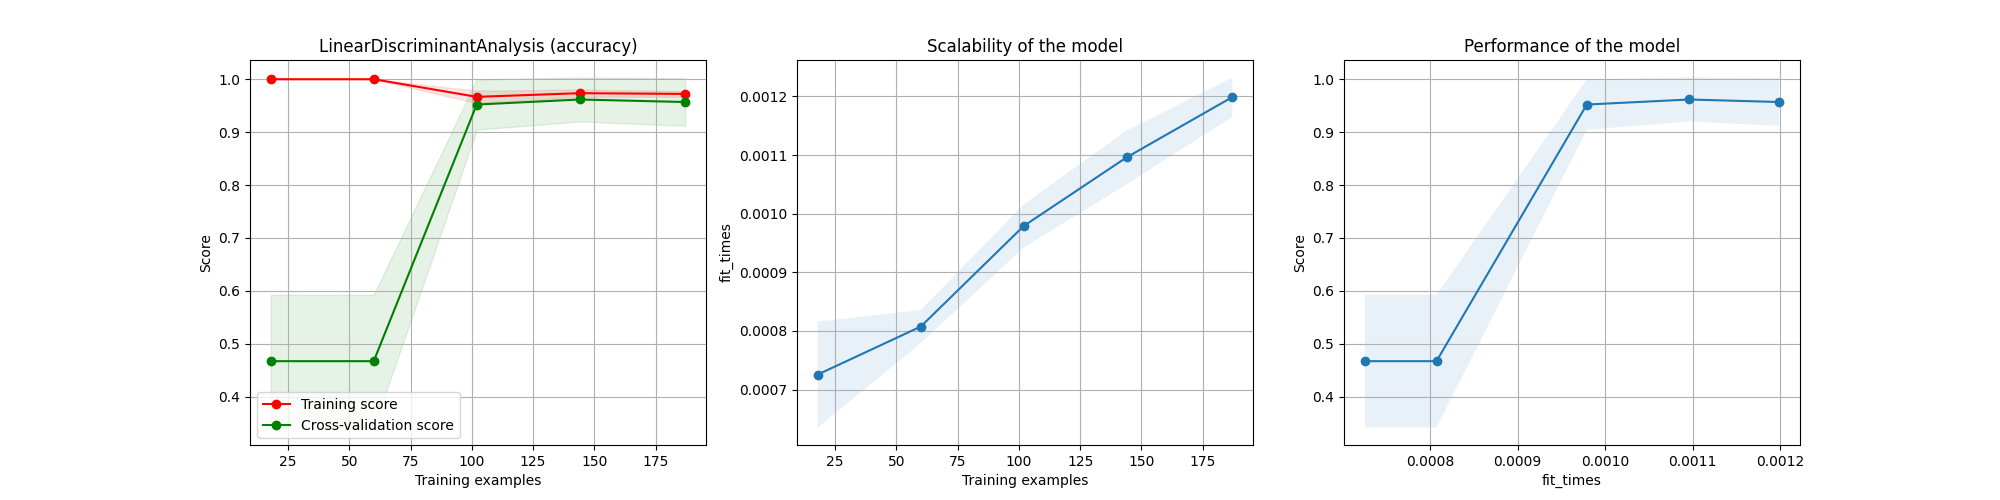 LinearDiscriminantAnalysis (accuracy)
1.0
0.9
0.8
0.7
0.6
0.5
0.4
Score
Training score
Cross-validation score
25 50 75 100 125 150 175
Training examples
Scalability of the model
0.0012
0.0011
0.0010
0.0009
0.0008
0.0007
fit_times
25 50 75 100 125 150 175
Training examples
Performance of the model
1.0
0.9
0.8
0.7
0.6
0.5
0.4
Score
0.0008 0.0009 0.0010 0.0011 0.0012
fit_times